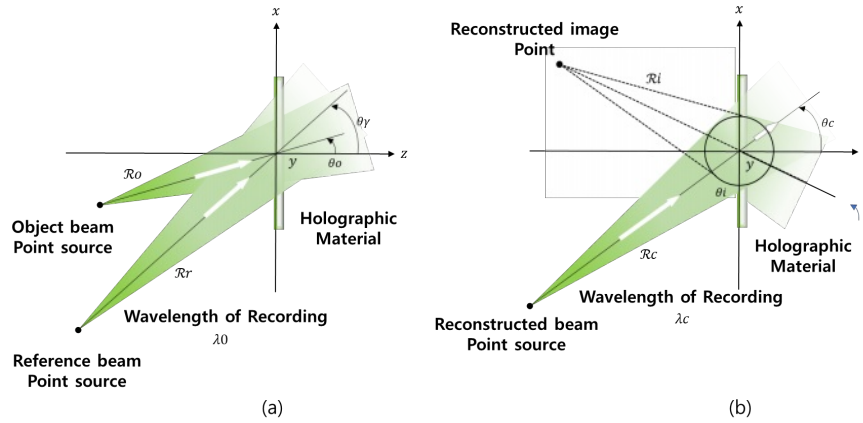 x
θγ
z
y
θo
Ro
Object beam
Point source
Holographic
Material
Rr
Wavelength of Recording
λ0
Reference beam
Point source
(a)
x
Reconstructed image
Point
Ri
θc
y
θi
Holographic
Material
Rc
Wavelength of Recording
λc
Reconstructed beam
Point source
(b)